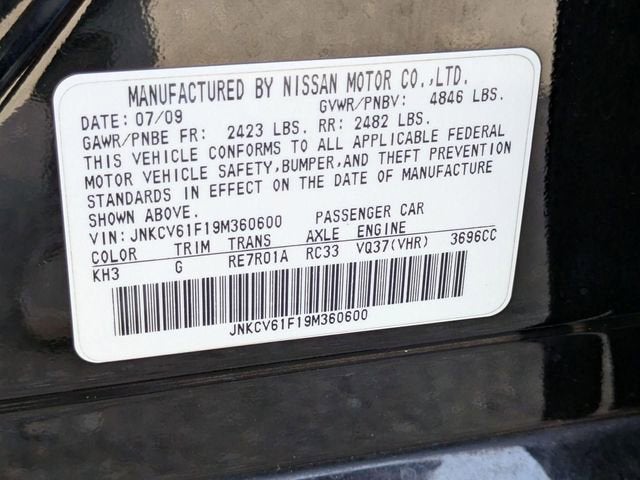 MANUFACTURED BY NISSAN MOTOR CO.,LTD.
DATE: 07/09 GVWR/PNBV: 4846 LBS.
GAWR/PNBE FR: 2423 LBS. RR: 2482 LBS.
THIS VEHICLE CONFORMS TO ALL APPLICABLE FEDERAL
MOTOR VEHICLE SAFETY,BUMPER,AND THEFT PREVENTION
STANDARDS IN EFFECT ON THE DATE OF MANUFACTURE
SHOWN ABOVE.
VIN: JNKCV61F19M360600 PASSENGER CAR
COLOR TRIM TRANS AXLE ENGINE
KH3 G RE7R01A RC33 VQ37(VHR) 3696CC
JNKCV61F19M360600